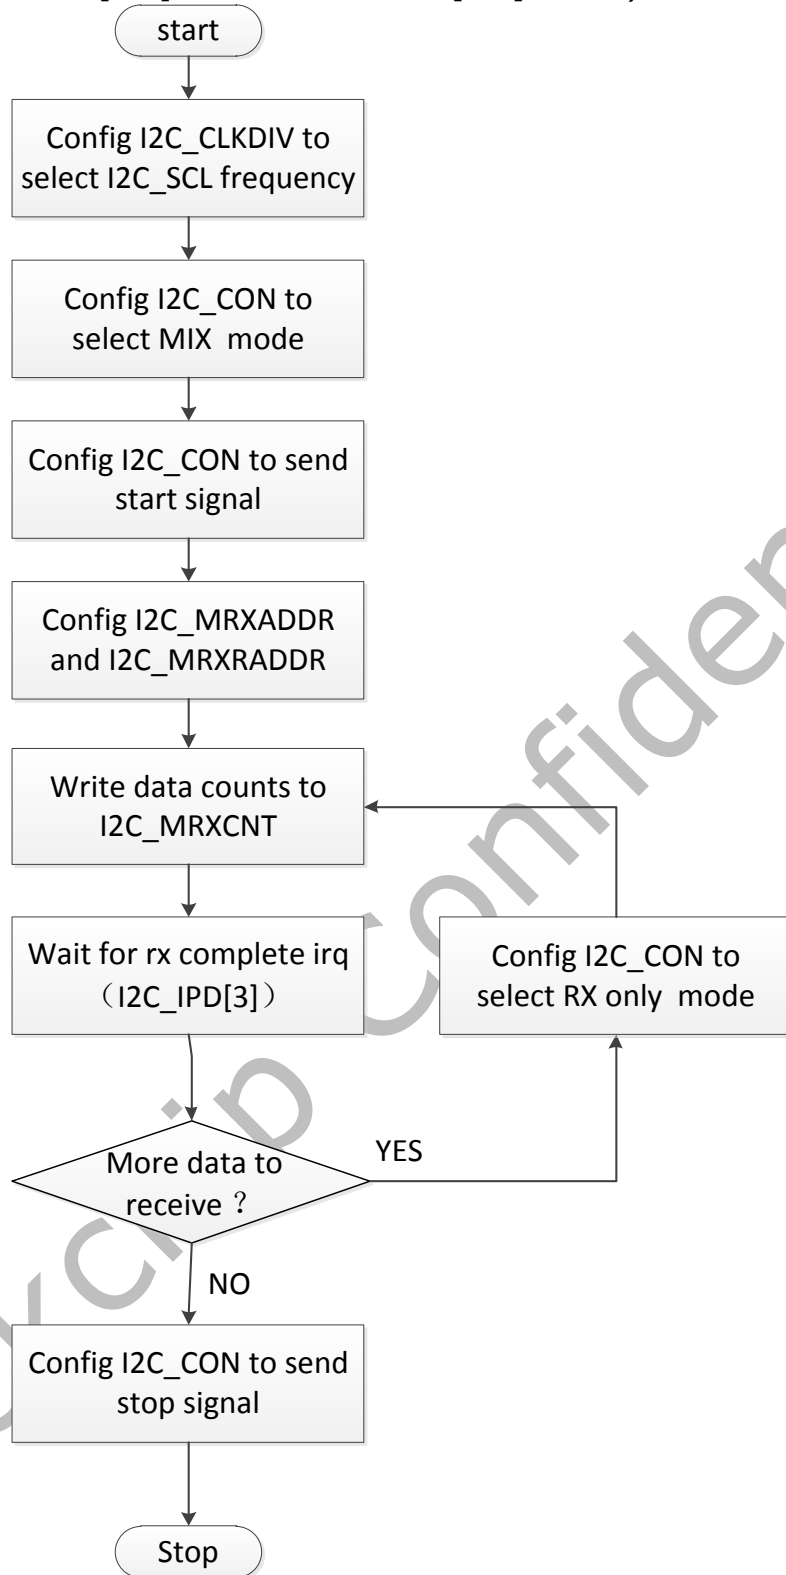 start
Config I2C_CLKDIV to
select I2C_SCL frequency
Config I2C_CON to
select MIX  mode
Config I2C_CON to send
start signal
Config I2C_MRXADDR
and I2C_MRXRADDR
Write data counts to
I2C_MRXCNT
Wait for rx complete irq
（I2C_IPD[3]）
Config I2C_CON to
select RX only  mode
More data to
receive ？
YES
NO
Config I2C_CON to send
stop signal
Stop